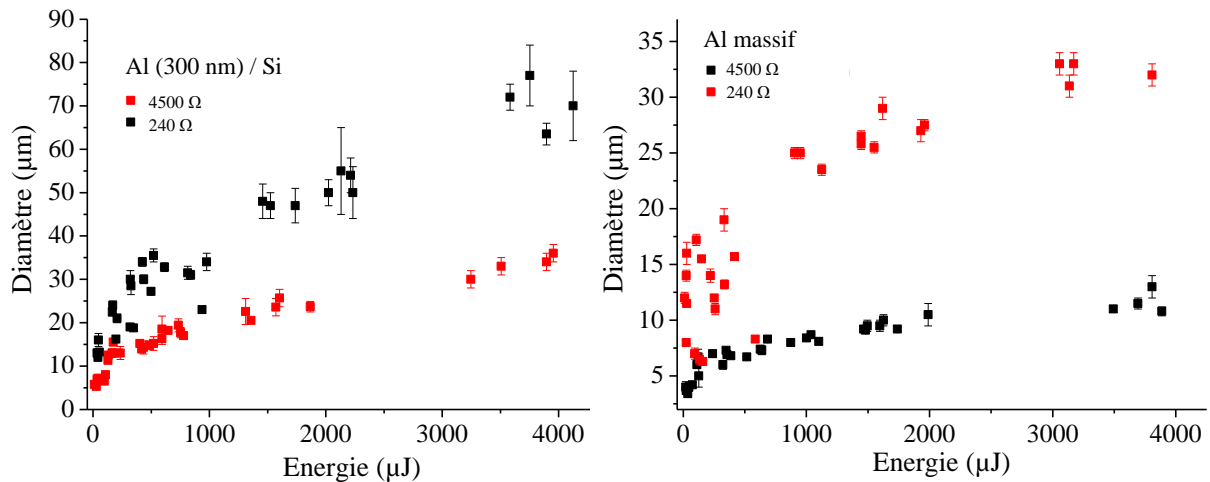 90
80
70
60
50
40
30
20
10
0
Diamètre (µm)
Al (300 nm) / Si
4500 Ω
240 Ω
0 1000 2000 3000 4000
Energie (µJ)
35
30
25
20
15
10
5
Diamètre (µm)
Al massif
4500 Ω
240 Ω
0 1000 2000 3000 4000
Energie (µJ)